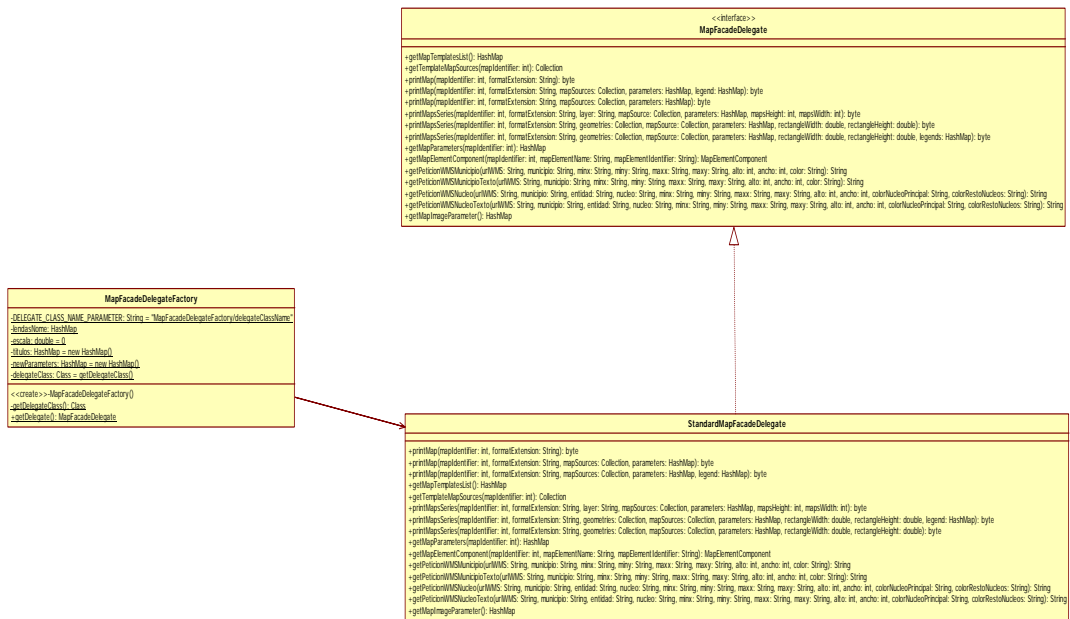 <<interface>>
MapFacadeDelegate
+getMapTemplatesList(): HashMap
+getTemplateMapSources(mapIdentifier: int): Collection
+printMap(mapIdentifier: int, formatExtension: String): byte
+printMap(mapIdentifier: int, formatExtension: String, mapSources: Collection, parameters: HashMap, legend: HashMap): byte
+printMap(mapIdentifier: int, formatExtension: String, mapSources: Collection, parameters: HashMap): byte
+printMapsSeries(mapIdentifier: int, formatExtension: String, layer: String, mapSource: Collection, parameters: HashMap, mapsHeight: int, mapsWidth: int): byte
+printMapsSeries(mapIdentifier: int, formatExtension: String, geometries: Collection, mapSource: Collection, parameters: HashMap, rectangleWidth: double, rectangleHeight: double): byte
+printMapsSeries(mapIdentifier: int, formatExtension: String, geometries: Collection, mapSource: Collection, parameters: HashMap, rectangleWidth: double, rectangleHeight: double, legends: HashMap): byte
+getMapParameters(mapIdentifier: int): HashMap
+getMapElementComponent(mapIdentifier: int, mapElementName: String, mapElementIdentifier: String): MapElementComponent
+getPeticionWMSMunicipio(urlWMS: String, municipio: String, minx: String, miny: String, maxx: String, maxy: String, alto: int, ancho: int, color: String): String
+getPeticionWMSMunicipioTexto(urlWMS: String, municipio: String, minx: String, miny: String, maxx: String, maxy: String, alto: int, ancho: int, color: String): String
+getPeticionWMSNucleo(urlWMS: String, municipio: String, entidad: String, nucleo: String, minx: String, miny: String, maxx: String, maxy: String, alto: int, ancho: int, colorNucleoPrincipal: String, colorRestoNucleos: String): String
+getPeticionWMSNucleoTexto(urlWMS: String, municipio: String, entidad: String, nucleo: String, minx: String, miny: String, maxx: String, maxy: String, alto: int, ancho: int, colorNucleoPrincipal: String, colorRestoNucleos: String): String
+getMapImageParameter(): HashMap
MapFacadeDelegateFactory
-DELEGATE_CLASS_NAME_PARAMETER: String = "MapFacadeDelegateFactory/delegateClassName"
-lendasNome: HashMap
-escala: double = 0
-titulos: HashMap = new HashMap()
-newParameters: HashMap = new HashMap()
-delegateClass: Class = getDelegateClass()
<<create>>-MapFacadeDelegateFactory()
-getDelegateClass(): Class
+getDelegate(): MapFacadeDelegate
StandardMapFacadeDelegate
+printMap(mapIdentifier: int, formatExtension: String): byte
+printMap(mapIdentifier: int, formatExtension: String, mapSources: Collection, parameters: HashMap): byte
+printMap(mapIdentifier: int, formatExtension: String, mapSources: Collection, parameters: HashMap, legend: HashMap): byte
+getMapTemplatesList(): HashMap
+getTemplateMapSources(mapIdentifier: int): Collection
+printMapsSeries(mapIdentifier: int, formatExtension: String, layer: String, mapSources: Collection, parameters: HashMap, mapsHeight: int, mapsWidth: int): byte
+printMapsSeries(mapIdentifier: int, formatExtension: String, geometries: Collection, mapSources: Collection, parameters: HashMap, rectangleWidth: double, rectangleHeight: double, legend: HashMap): byte
+printMapsSeries(mapIdentifier: int, formatExtension: String, geometries: Collection, mapSources: Collection, parameters: HashMap, rectangleWidth: double, rectangleHeight: double): byte
+getMapParameters(mapIdentifier: int): HashMap
+getMapElementComponent(mapIdentifier: int, mapElementName: String, mapElementIdentifier: String): MapElementComponent
+getPeticionWMSMunicipio(urlWMS: String, municipio: String, minx: String, miny: String, maxx: String, maxy: String, alto: int, ancho: int, color: String): String
+getPeticionWMSMunicipioTexto(urlWMS: String, municipio: String, minx: String, miny: String, maxx: String, maxy: String, alto: int, ancho: int, color: String): String
+getPeticionWMSNucleo(urlWMS: String, municipio: String, entidad: String, nucleo: String, minx: String, miny: String, maxx: String, maxy: String, alto: int, ancho: int, colorNucleoPrincipal: String, colorRestoNucleos: String): String
+getPeticionWMSNucleoTexto(urlWMS: String, municipio: String, entidad: String, nucleo: String, minx: String, miny: String, maxx: String, maxy: String, alto: int, ancho: int, colorNucleoPrincipal: String, colorRestoNucleos: String): String
+getMapImageParameter(): HashMap